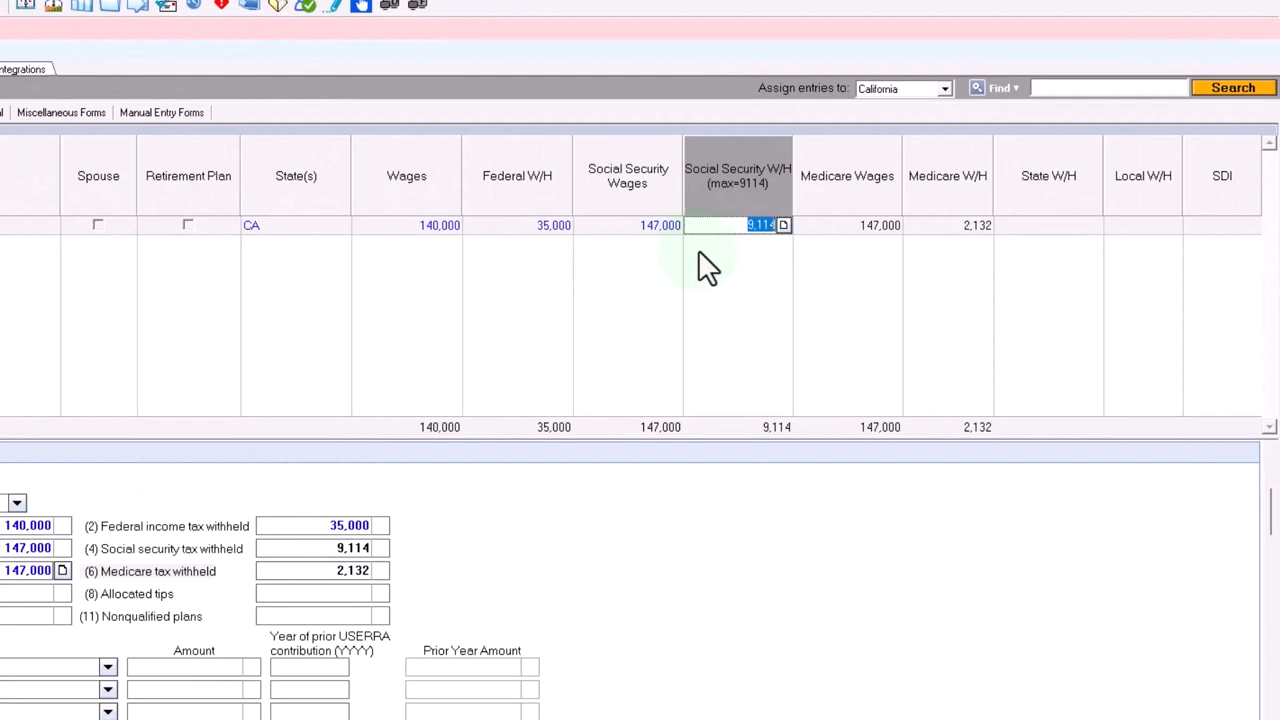 ntegrations
Assign entries to: California Find Search
l Miscellaneous Forms Manual Entry Forms
Spouse Retirement Plan State(s) Wages Federal W/H Social Security Wages Social Security W/H (max=9114) Medicare Wages Medicare W/H State W/H Local W/H SDI
CA 140,000 35,000 147,000 9,114 147,000 2,132
140,000 35,000 147,000 9,114 147,000 2,132
140,000 (2) Federal income tax withheld 35,000
147,000 (4) Social security tax withheld 9,114
147,000 (6) Medicare tax withheld 2,132
(8) Allocated tips
(11) Nonqualified plans
Amount Year of prior USERRA contribution (YYYY) Prior Year Amount